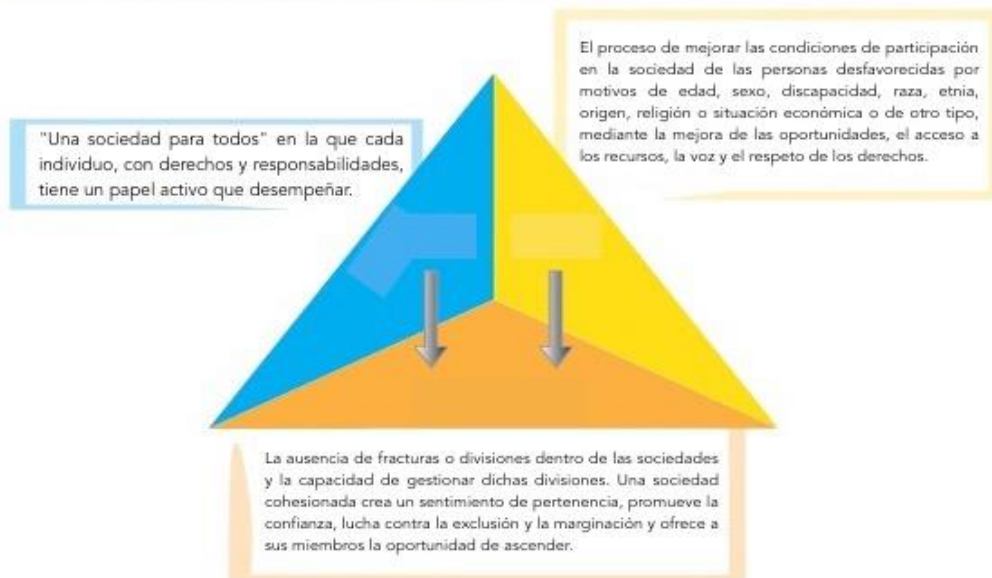 "Una sociedad para todos" en la que cada
individuo, con derechos y responsabilidades,
tiene un papel activo que desempeñar.
El proceso de mejorar las condiciones de participación
en la sociedad de las personas desfavorecidas por
motivos de edad, sexo, discapacidad, raza, etnia,
origen, religión o situación económica o de otro tipo,
mediante la mejora de las oportunidades, el acceso a
los recursos, la voz y el respeto de los derechos.
La ausencia de fracturas o divisiones dentro de las sociedades
y la capacidad de gestionar dichas divisiones. Una sociedad
cohesionada crea un sentimiento de pertenencia, promueve la
confianza, lucha contra la exclusión y la marginación y ofrece a
sus miembros la oportunidad de ascender.